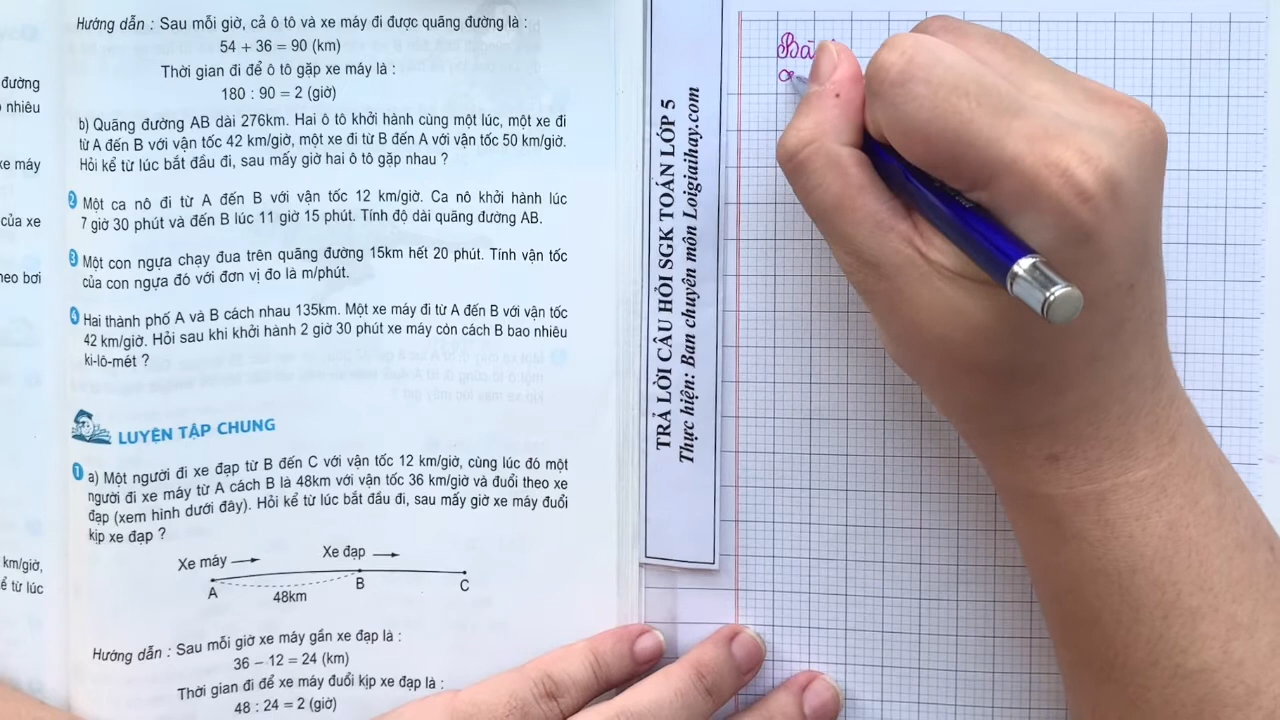 đường
nhiêu
xe máy
của xe
heo bơi
km/giờ,
ể từ lúc
Hướng dẫn : Sau mỗi giờ, cả ô tô và xe máy đi được quãng đường là :
54 + 36 = 90 (km)
Thời gian đi để ô tô gặp xe máy là :
180 : 90 = 2 (giờ)
b) Quãng đường AB dài 276km. Hai ô tô khởi hành cùng một lúc, một xe đi
từ A đến B với vận tốc 42 km/giờ, một xe đi từ B đến A với vận tốc 50 km/giờ.
Hỏi kể từ lúc bắt đầu đi, sau mấy giờ hai ô tô gặp nhau ?
2 Một ca nô đi từ A đến B với vận tốc 12 km/giờ. Ca nô khởi hành lúc
7 giờ 30 phút và đến B lúc 11 giờ 15 phút. Tính độ dài quãng đường AB.
3 Một con ngựa chạy đua trên quãng đường 15km hết 20 phút. Tính vận tốc
của con ngựa đó với đơn vị đo là m/phút.
4 Hai thành phố A và B cách nhau 135km. Một xe máy đi từ A đến B với vận tốc
42 km/giờ. Hỏi sau khi khởi hành 2 giờ 30 phút xe máy còn cách B bao nhiêu
ki-lô-mét ?
LUYỆN TẬP CHUNG
1 a) Một người đi xe đạp từ B đến C với vận tốc 12 km/giờ, cùng lúc đó một
người đi xe máy từ A cách B là 48km với vận tốc 36 km/giờ và đuổi theo xe
đạp (xem hình dưới đây). Hỏi kể từ lúc bắt đầu đi, sau mấy giờ xe máy đuổi
kịp xe đạp ?
Xe máy Xe đạp
A B C
48km
Hướng dẫn : Sau mỗi giờ xe máy gần xe đạp là :
36 − 12 = 24 (km)
Thời gian đi để xe máy đuổi kịp xe đạp là :
48 : 24 = 2 (giờ)
TRẢ LỜI CÂU HỎI SGK TOÁN LỚP 5
Thực hiện: Ban chuyên môn Loigiaihay.com